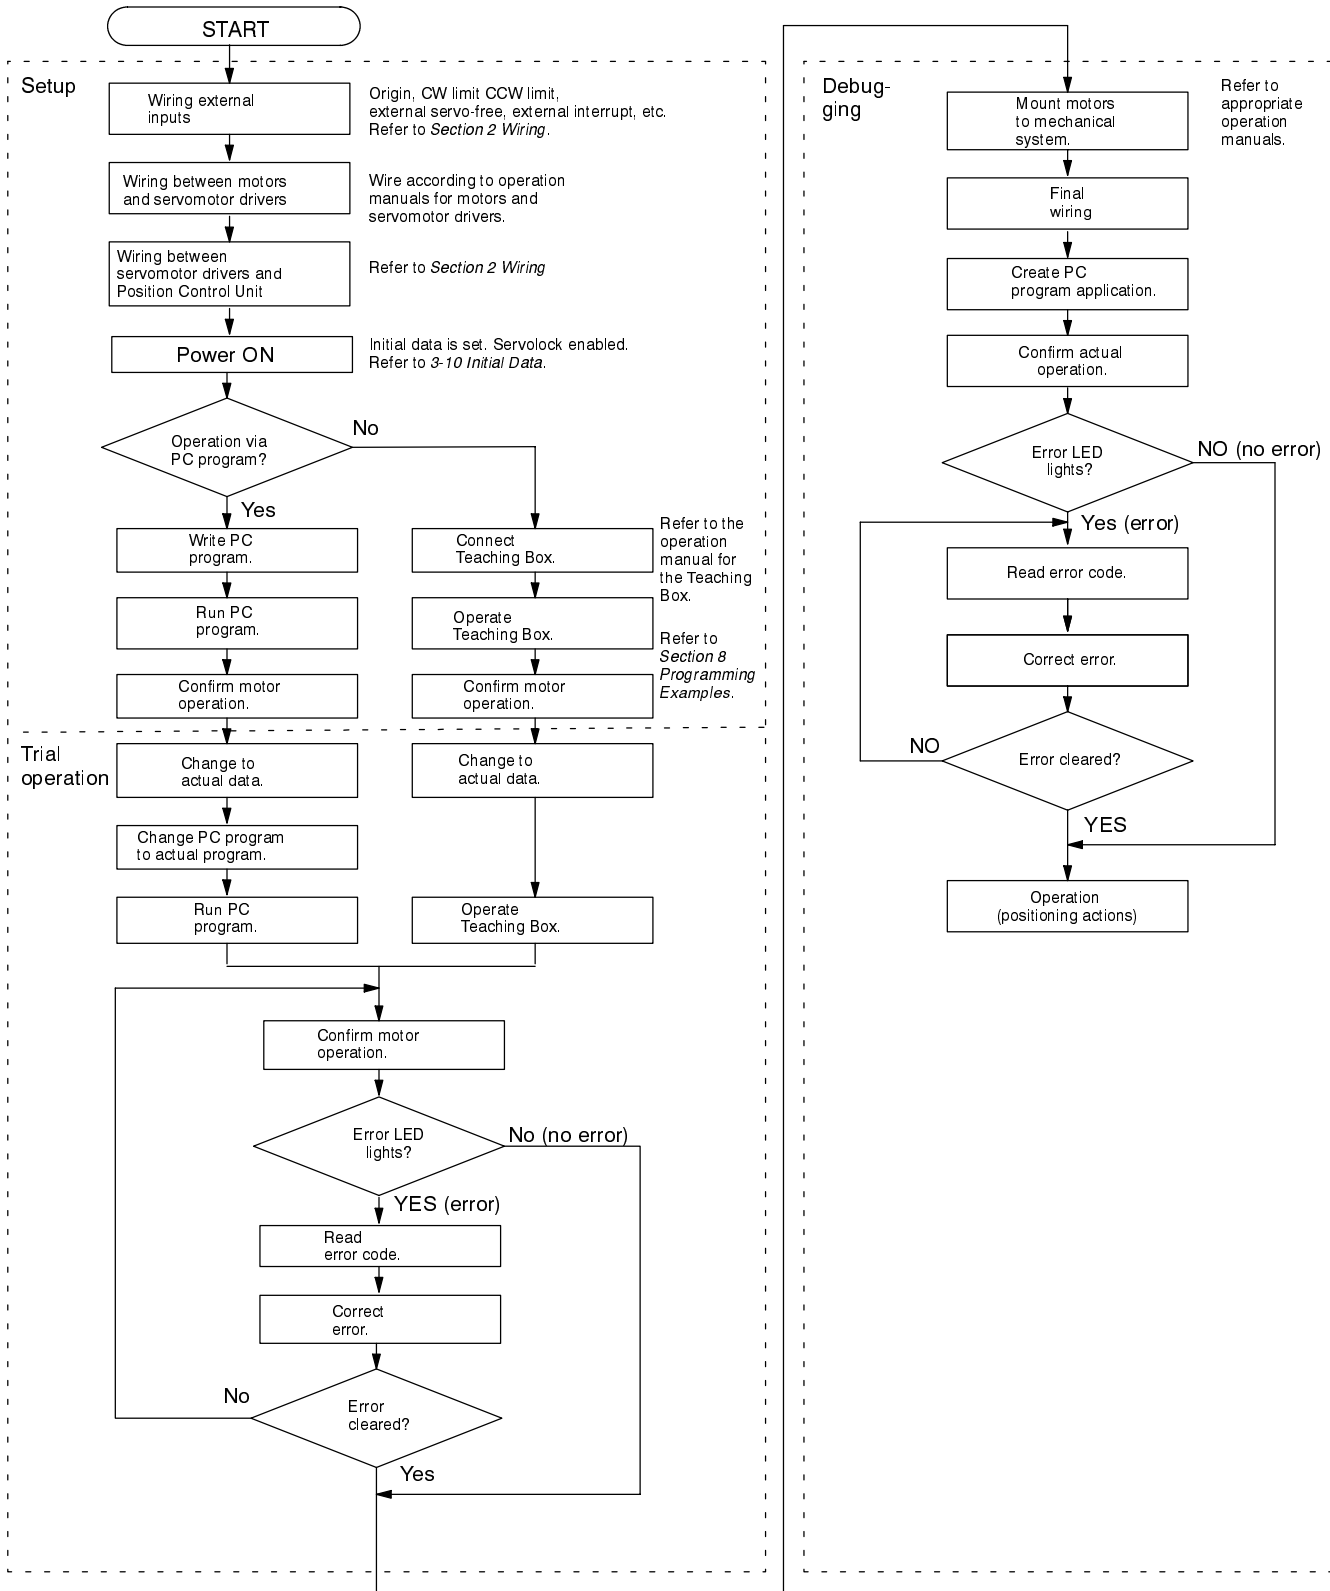 START
Setup
Wiring external
inputs
Origin, CW limit CCW limit,
external servo-free, external interrupt, etc.
Refer to Section 2 Wiring.
Wiring between motors
and servomotor drivers
Wire according to operation
manuals for motors and
servomotor drivers.
Wiring between
servomotor drivers and
Position Control Unit
Refer to Section 2 Wiring
Power ON
Initial data is set. Servolock enabled.
Refer to 3-10 Initial Data.
Operation via
PC program?
No
Yes
Write PC
program.
Run PC
program.
Confirm motor
operation.
Connect
Teaching Box.
Operate
Teaching Box.
Confirm motor
operation.
Refer to the
operation
manual for
the Teaching
Box.
Refer to
Section 8
Programming
Examples.
Trial
operation
Change to
actual data.
Change PC program
to actual program.
Run PC
program.
Change to
actual data.
Operate
Teaching Box.
Confirm motor
operation.
Error LED
lights?
No (no error)
YES (error)
Read
error code.
Correct
error.
Error
cleared?
No
Yes
Debug-
ging
Mount motors
to mechanical
system.
Refer to
appropriate
operation
manuals.
Final
wiring
Create PC
program application.
Confirm actual
operation.
Error LED
lights?
NO (no error)
Yes (error)
Read error code.
Correct error.
Error cleared?
NO
YES
Operation
(positioning actions)